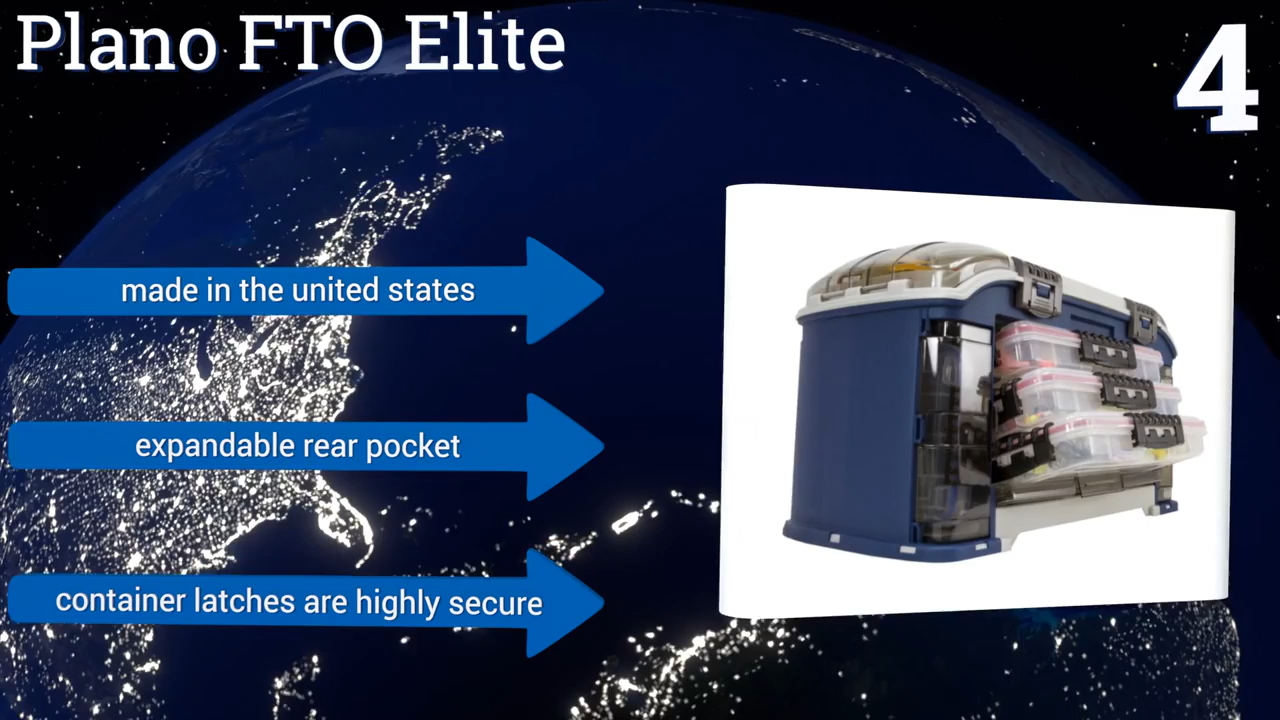 Plano FTO Elite
4
made in the united states
expandable rear pocket
container latches are highly secure